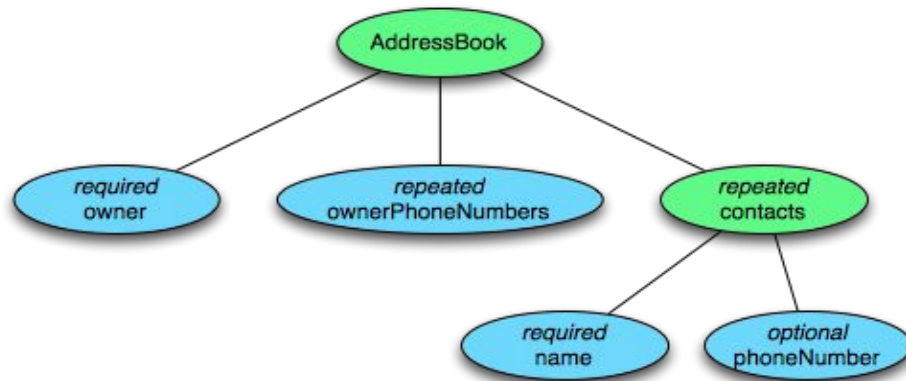 AddressBook
required
owner
repeated
ownerPhoneNumbers
repeated
contacts
required
name
optional
phoneNumber